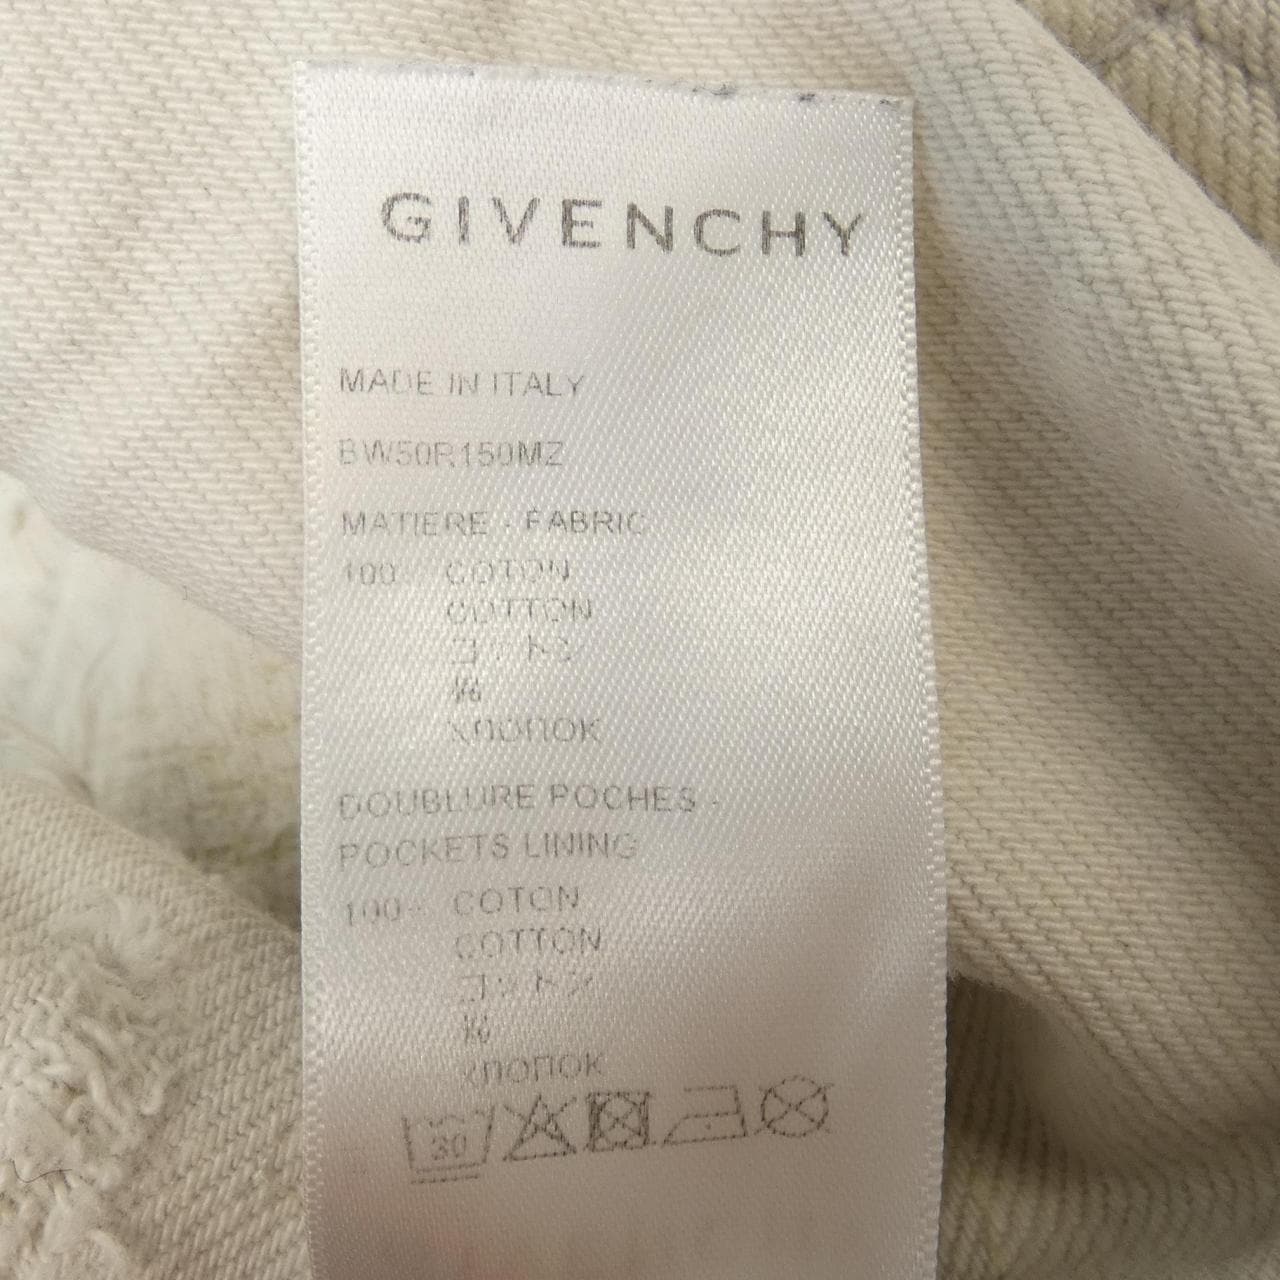 GIVENCHY
MADE IN ITALY
BW50R150MZ
MATIERE - FABRIC
100% COTON
COTTON
コットン
棉
ХЛОПОК
DOUBLURE POCHES -
POCKETS LINING
100% COTON
COTTON
コットン
棉
ХЛОПОК
30